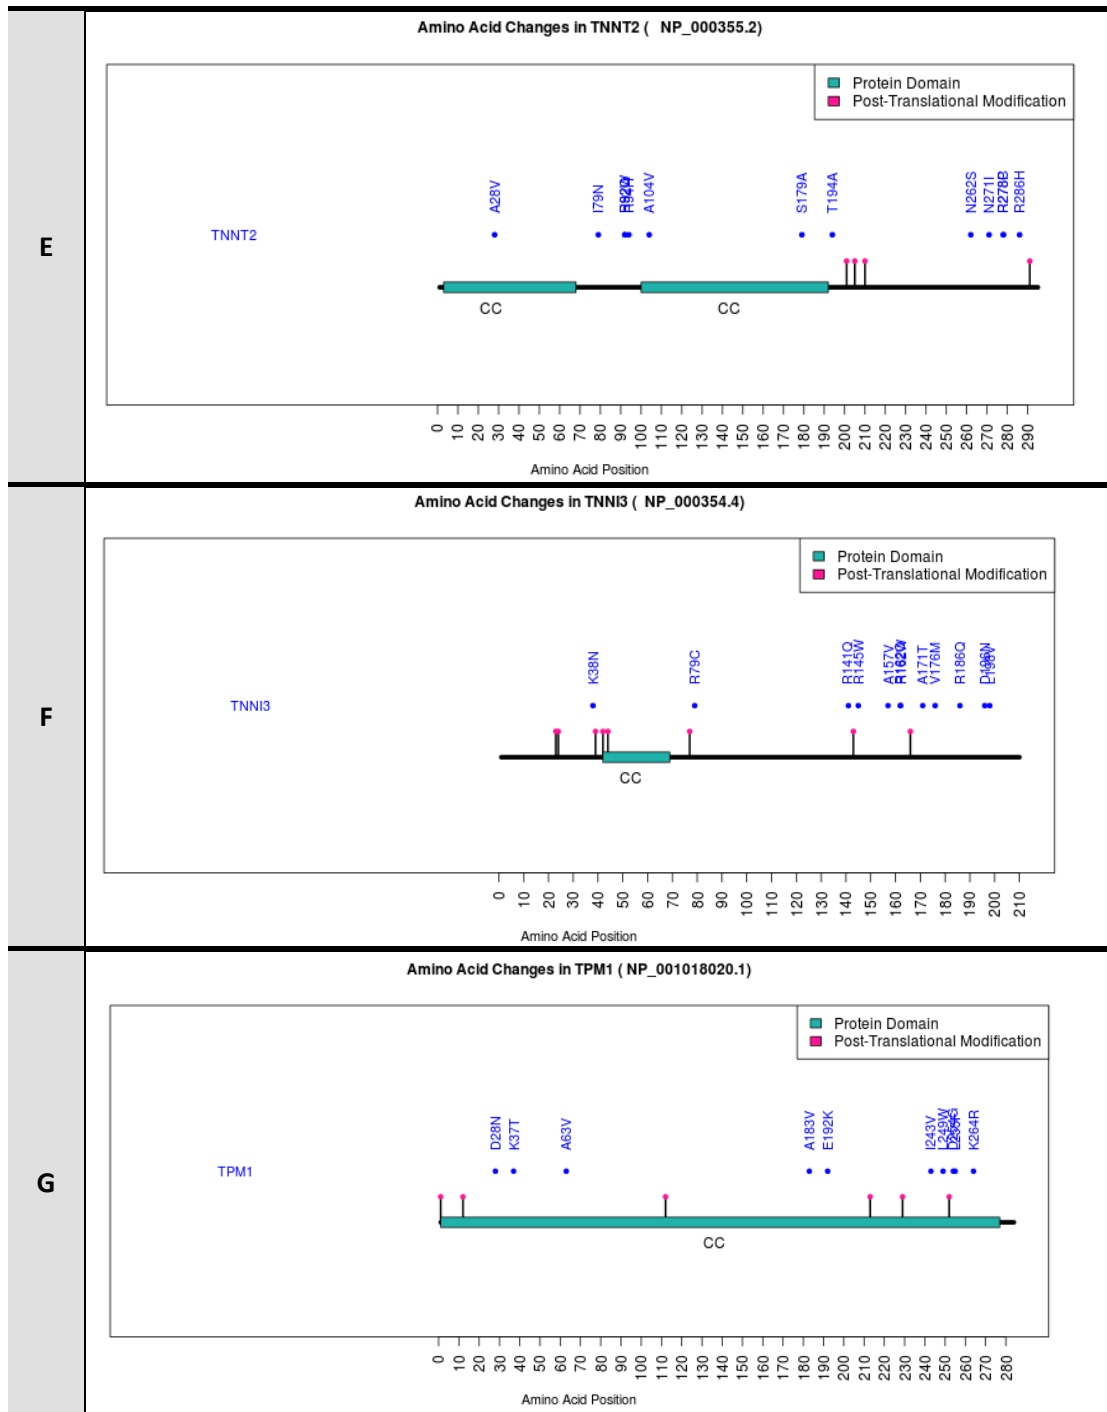 Amino Acid Changes in TNNT2 ( NP_000355.2)
Protein Domain
Post-Translational Modification
A28V I79N A104V S179A T194A N262S N271I R286H
TNNT2
E
CC CC
0 10 20 30 40 50 60 70 80 90 100 110 120 130 140 150 160 170 180 190 200 210 220 230 240 250 260 270 280 290
Amino Acid Position
Amino Acid Changes in TNNI3 ( NP_000354.4)
Protein Domain
Post-Translational Modification
K38N R79C R141Q R145W A157V A171T V176M R186Q
TNNI3
F
CC
0 10 20 30 40 50 60 70 80 90 100 110 120 130 140 150 160 170 180 190 200 210
Amino Acid Position
Amino Acid Changes in TPM1 ( NP_001018020.1)
Protein Domain
Post-Translational Modification
D28N K37T A63V A183V E192K I243V L249W K264R
TPM1
G
CC
0 10 20 30 40 50 60 70 80 90 100 110 120 130 140 150 160 170 180 190 200 210 220 230 240 250 260 270 280
Amino Acid Position